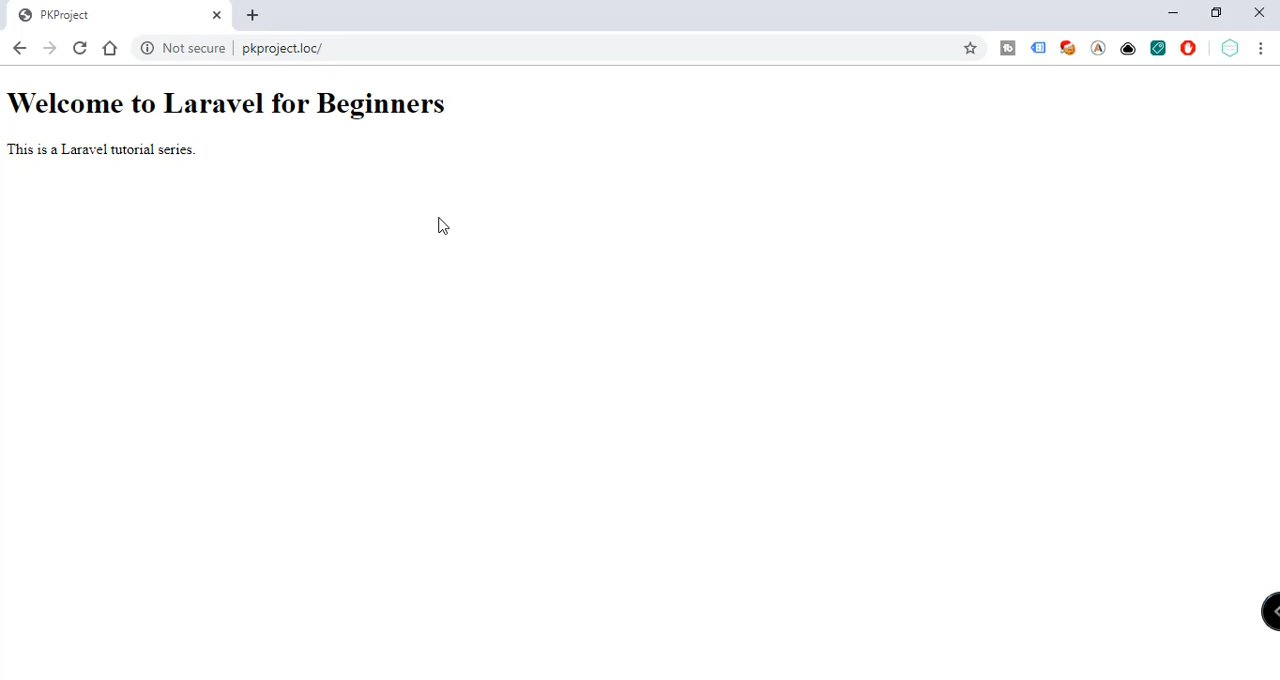 PKProject
Not secure
pkproject.loc/
Welcome to Laravel for Beginners
This is a Laravel tutorial series.